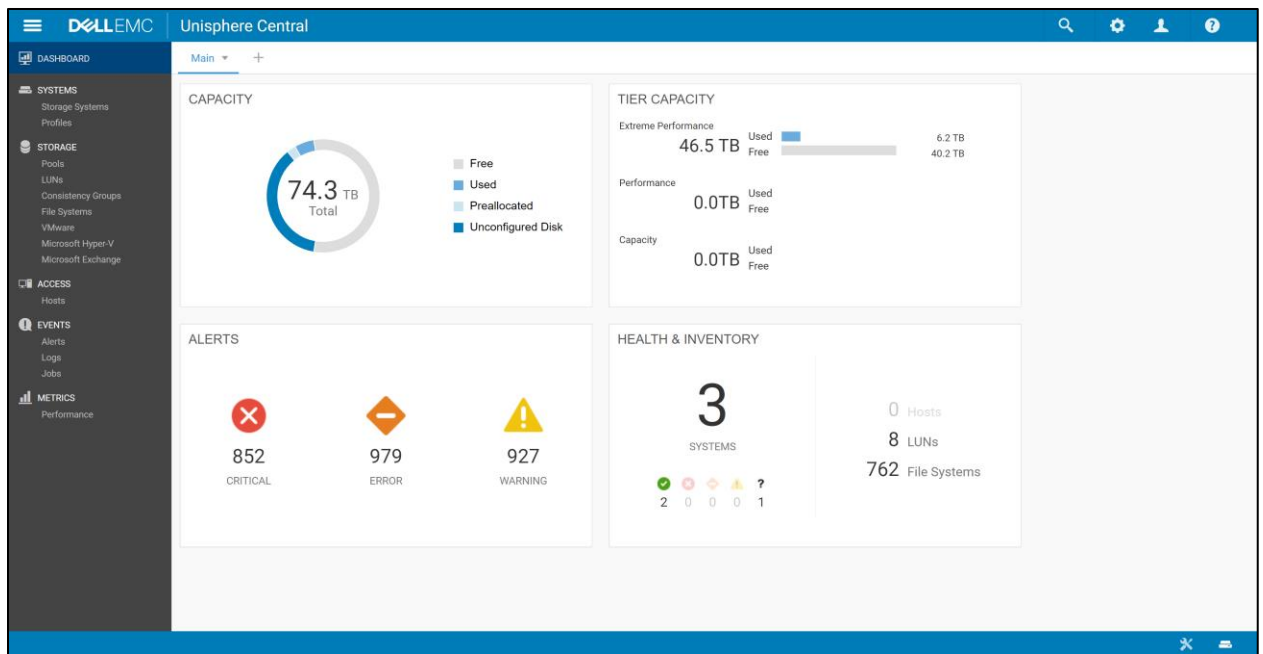 DELLEMC Unisphere Central
DASHBOARD
SYSTEMS
Storage Systems
Profiles
STORAGE
Pools
LUNs
Consistency Groups
File Systems
VMware
Microsoft Hyper-V
Microsoft Exchange
ACCESS
Hosts
EVENTS
Alerts
Logs
Jobs
METRICS
Performance
Main
CAPACITY
74.3 TB
Total
Free
Used
Preallocated
Unconfigured Disk
TIER CAPACITY
Extreme Performance
46.5 TB
Used 6.2 TB
Free 40.2 TB
Performance
0.0TB
Used
Free
Capacity
0.0TB
Used
Free
ALERTS
852 979 927
CRITICAL ERROR WARNING
HEALTH & INVENTORY
3
SYSTEMS
?
2 0 0 0 1
0 Hosts
8 LUNs
762 File Systems